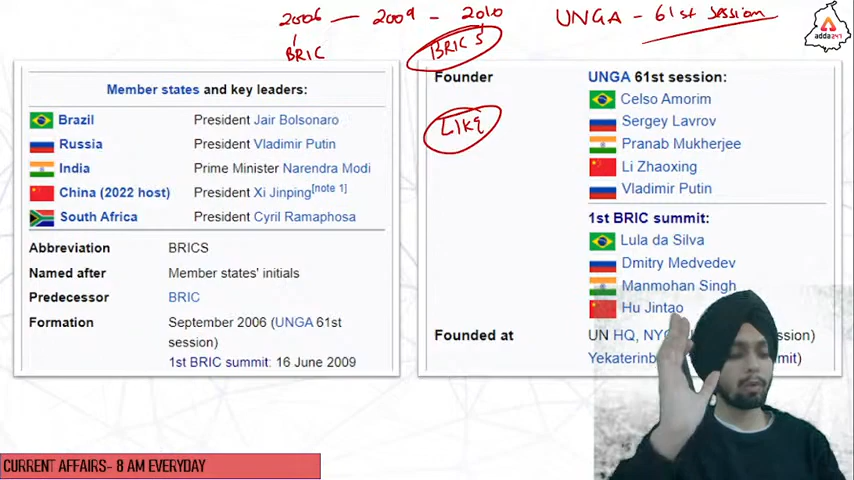 2006 — 2009 - 2010
BRIC
BRICS
UNGA - 61st Session
adda247
Member states and key leaders:
Brazil President Jair Bolsonaro
Russia President Vladimir Putin
India Prime Minister Narendra Modi
China (2022 host) President Xi Jinping[note 1]
South Africa President Cyril Ramaphosa
Abbreviation BRICS
Named after Member states' initials
Predecessor BRIC
Formation September 2006 (UNGA 61st
session)
1st BRIC summit: 16 June 2009
Founder UNGA 61st session:
Celso Amorim
LIKE
Sergey Lavrov
Pranab Mukherjee
Li Zhaoxing
Vladimir Putin
1st BRIC summit:
Lula da Silva
Dmitry Medvedev
Manmohan Singh
Hu Jintao
Founded at UN HQ, NYC
Yekaterinb
CURRENT AFFAIRS- 8 AM EVERYDAY